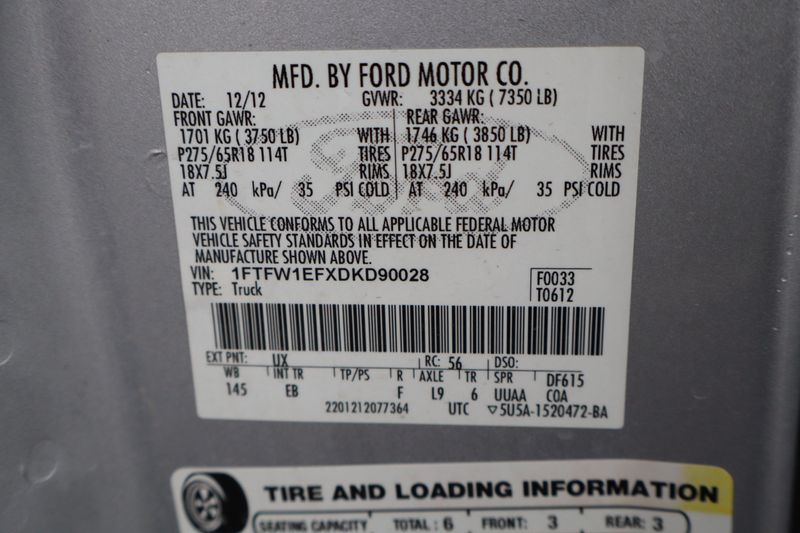 MFD. BY FORD MOTOR CO.
DATE: 12/12 GVWR: 3334 KG ( 7350 LB)
FRONT GAWR: REAR GAWR:
1701 KG ( 3750 LB) WITH 1746 KG ( 3850 LB) WITH
P275/65R18 114T TIRES P275/65R18 114T TIRES
18X7.5J RIMS 18X7.5J RIMS
AT 240 kPa/ 35 PSI COLD AT 240 kPa/ 35 PSI COLD
Ford
THIS VEHICLE CONFORMS TO ALL APPLICABLE FEDERAL MOTOR
VEHICLE SAFETY STANDARDS IN EFFECT ON THE DATE OF
MANUFACTURE SHOWN ABOVE.
VIN: 1FTFW1EFXDKD90028 F0033
TYPE: Truck T0612
EXT PNT: UX RC: 56 DSO:
WB INT TR TP/PS R AXLE TR SPR DF615
145 EB F L9 6 UUAA COA
2201212077364 UTC ▽5U5A-1520472-BA
TIRE AND LOADING INFORMATION
SEATING CAPACITY TOTAL : 6 FRONT: 3 REAR: 3